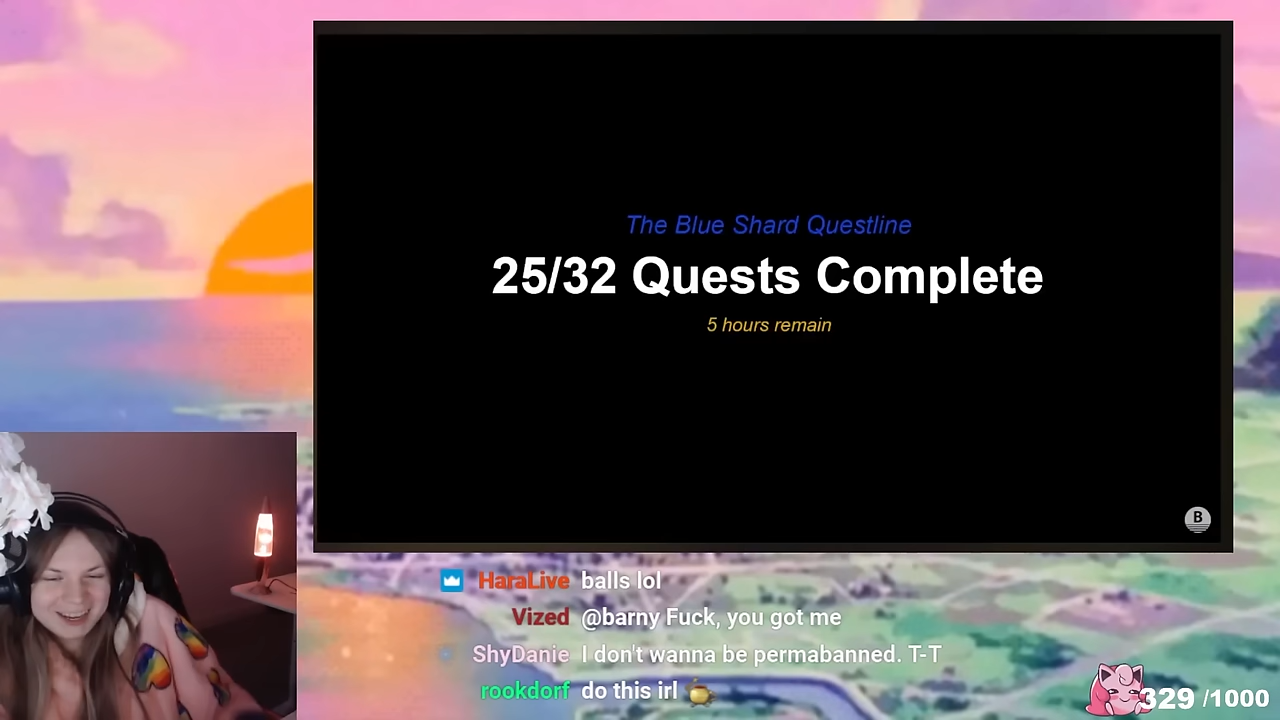 The Blue Shard Questline
25/32 Quests Complete
5 hours remain
B
HaraLive balls lol
Vized @barny Fuck, you got me
ShyDanie I don't wanna be permabanned. T-T
rookdorf do this irl
329 /1000